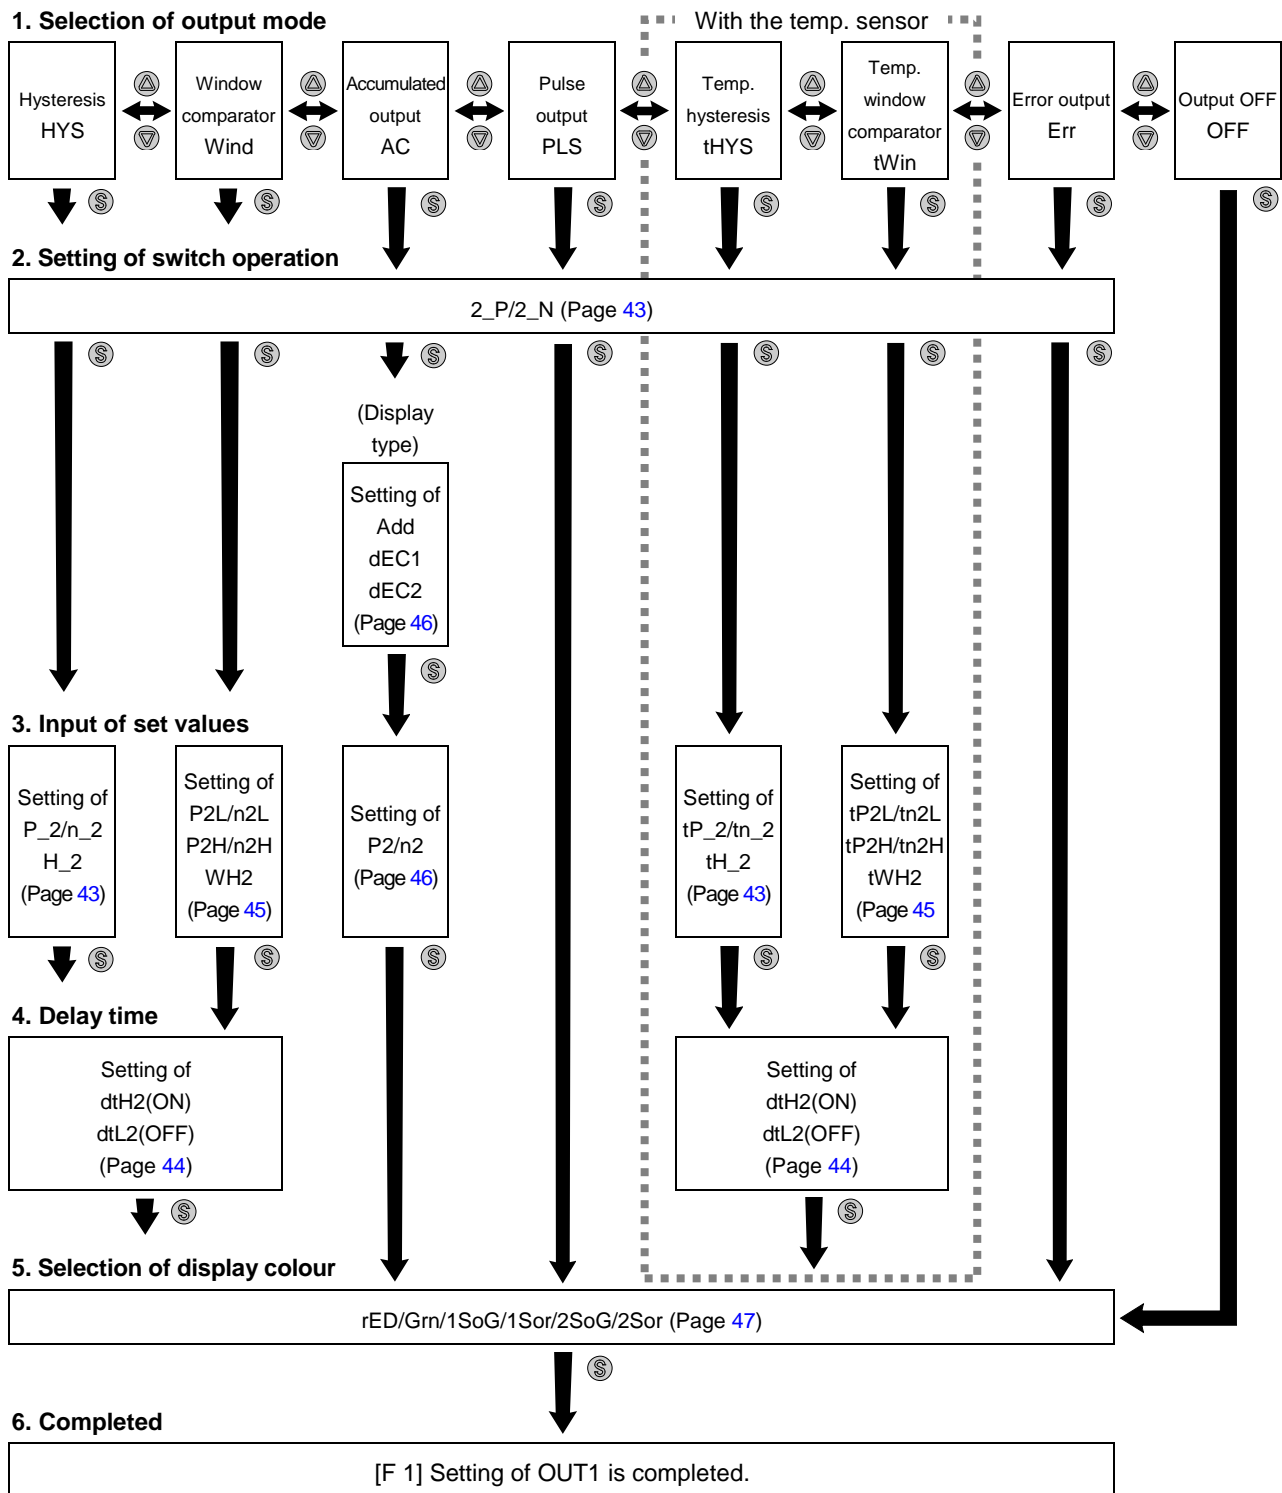 1. Selection of output mode
With the temp. sensor
Hysteresis
HYS
Window
comparator
Wind
Accumulated
output
AC
Pulse
output
PLS
Temp.
hysteresis
tHYS
Temp.
window
comparator
tWin
Error output
Err
Output OFF
OFF
S S S S S S S S
2. Setting of switch operation
2_P/2_N (Page 43)
S S S S S S S
(Display
type)
Setting of
Add
dEC1
dEC2
(Page 46)
S
3. Input of set values
Setting of
P_2/n_2
H_2
(Page 43)
Setting of
P2L/n2L
P2H/n2H
WH2
(Page 45)
Setting of
P2/n2
(Page 46)
Setting of
tP_2/tn_2
tH_2
(Page 43)
Setting of
tP2L/tn2L
tP2H/tn2H
tWH2
(Page 45
S S S S S
4. Delay time
Setting of
dtH2(ON)
dtL2(OFF)
(Page 44)
Setting of
dtH2(ON)
dtL2(OFF)
(Page 44)
S S
5. Selection of display colour
rED/Grn/1SoG/1Sor/2SoG/2Sor (Page 47)
S
6. Completed
[F 1] Setting of OUT1 is completed.